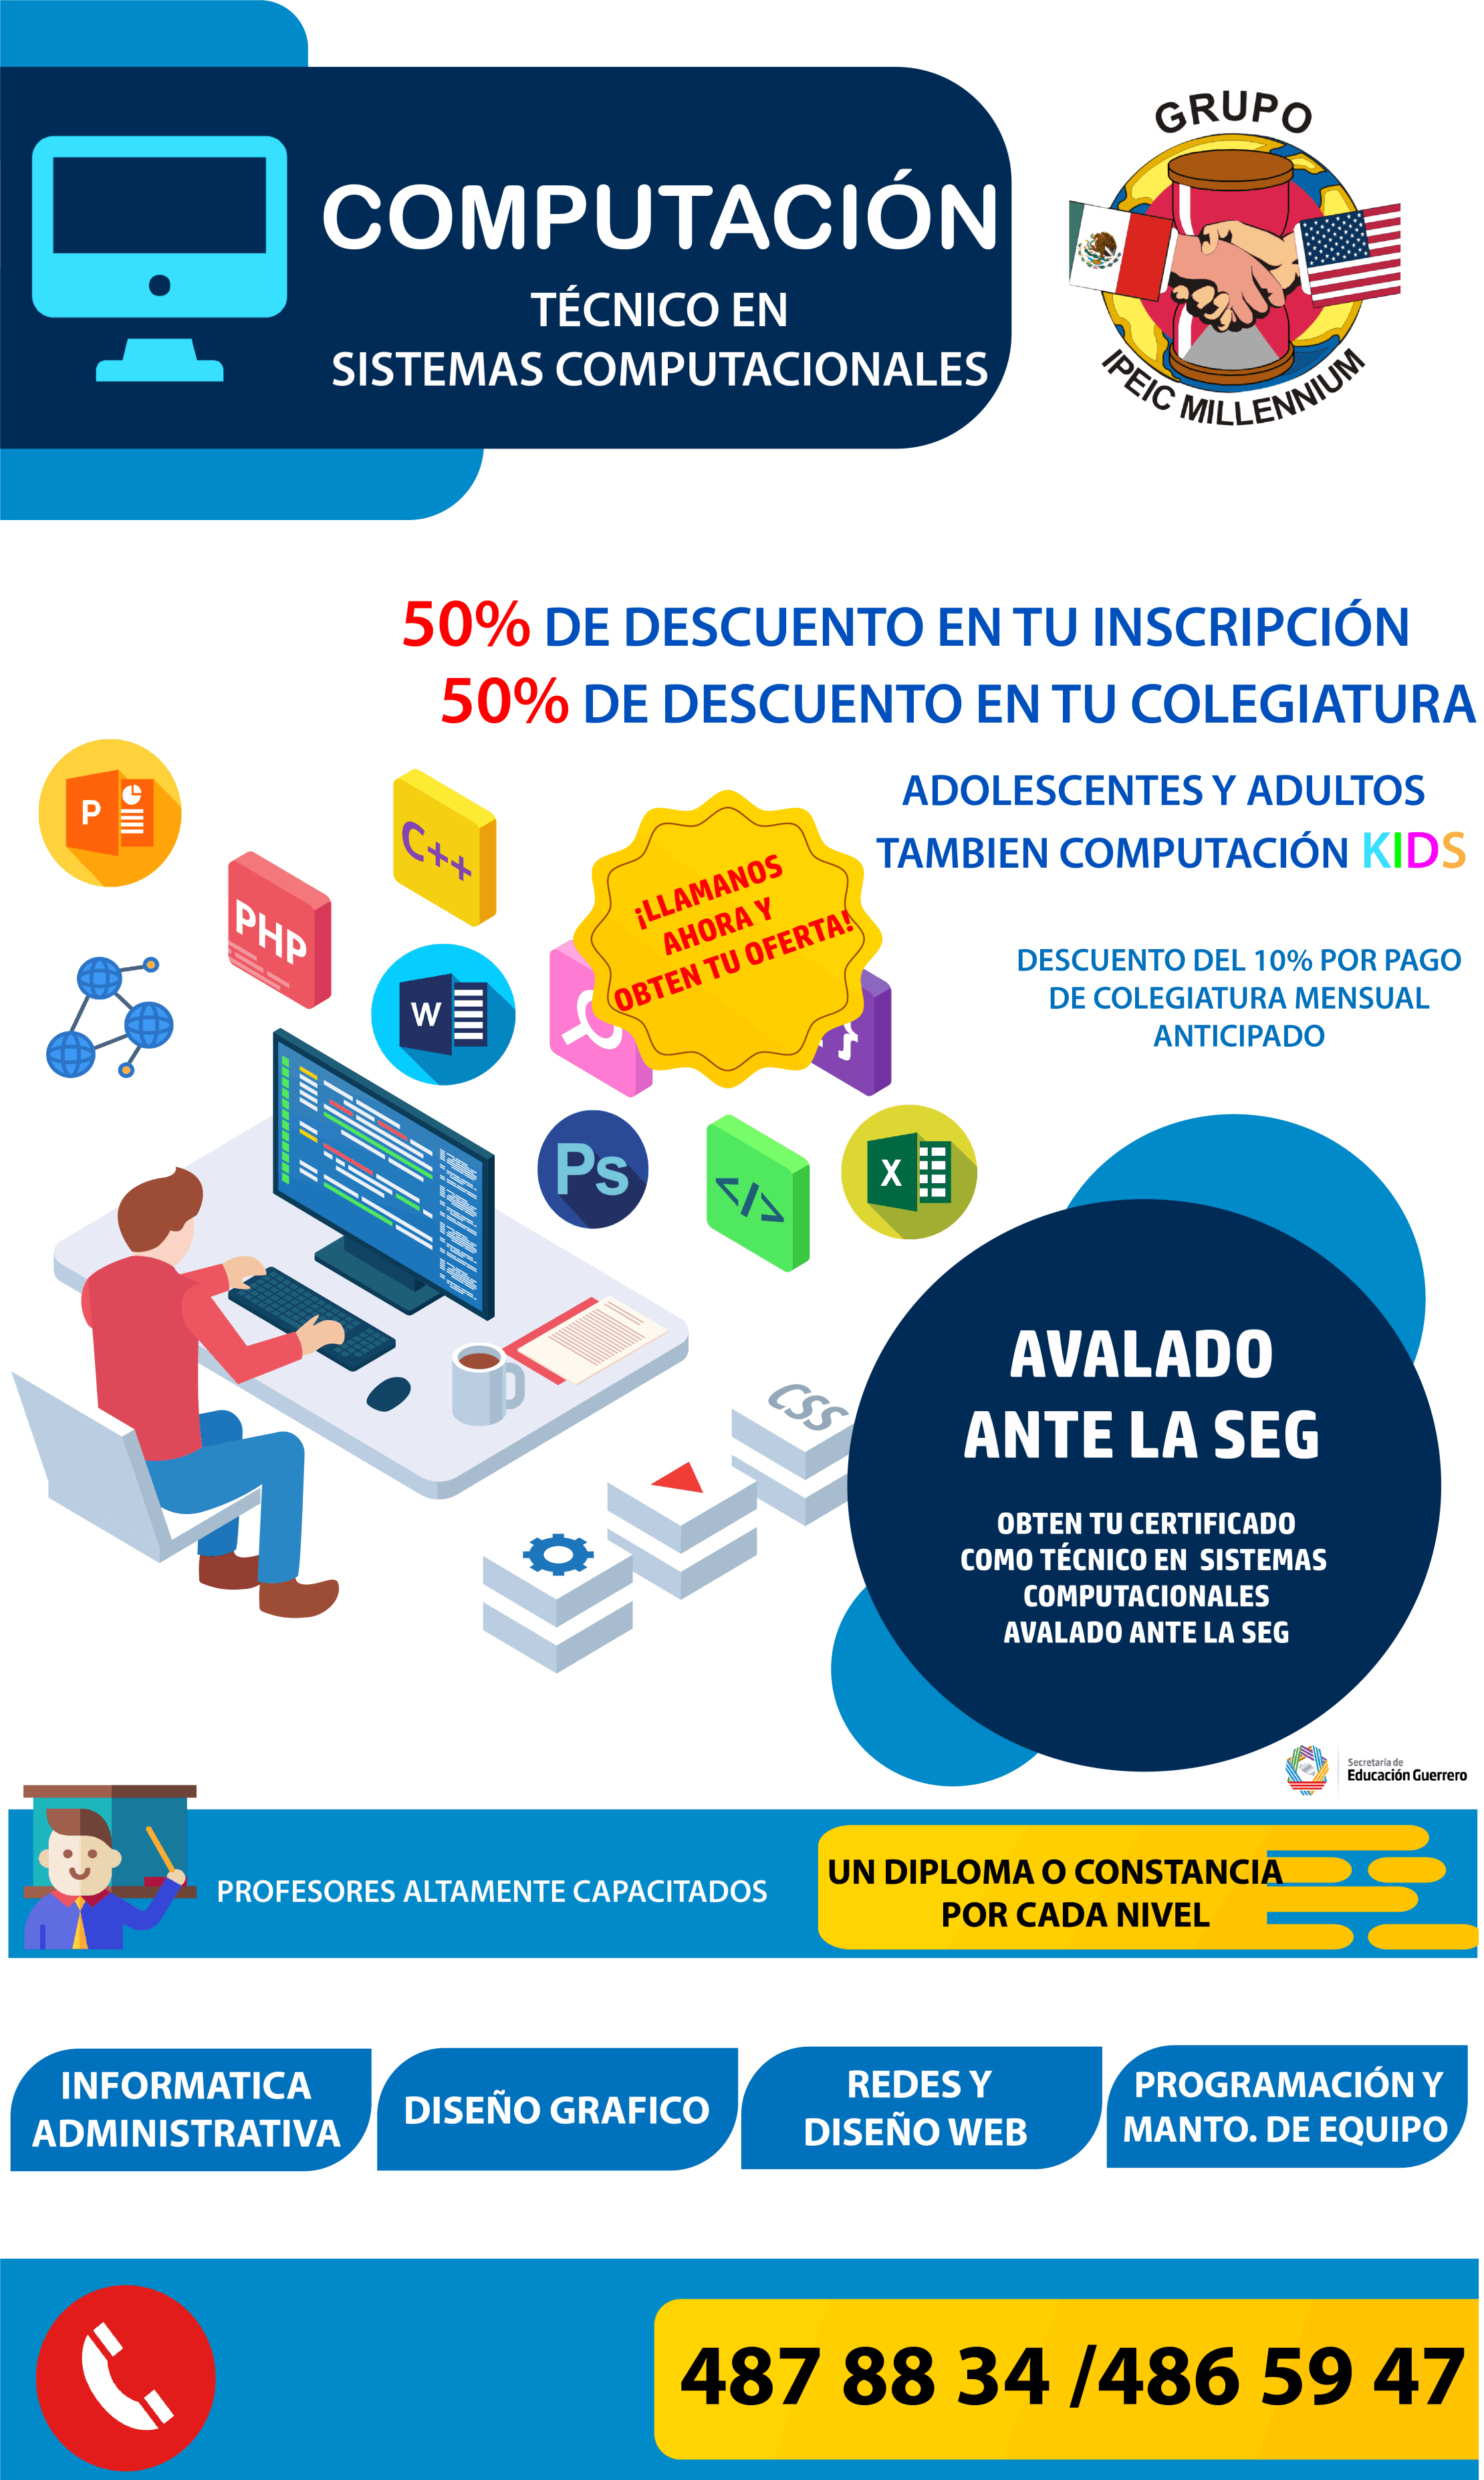 COMPUTACIÓN
TÉCNICO EN
SISTEMAS COMPUTACIONALES
GRUPO
IPEIC MILLENNIUM
50% DE DESCUENTO EN TU INSCRIPCIÓN
50% DE DESCUENTO EN TU COLEGIATURA
ADOLESCENTES Y ADULTOS
TAMBIEN COMPUTACIÓN KIDS
DESCUENTO DEL 10% POR PAGO
DE COLEGIATURA MENSUAL
ANTICIPADO
P
C++
PHP
W
¡LLAMANOS
AHORA Y
OBTEN TU OFERTA!
Ps
</>
X
CSS
AVALADO
ANTE LA SEG
OBTEN TU CERTIFICADO
COMO TÉCNICO EN SISTEMAS
COMPUTACIONALES
AVALADO ANTE LA SEG
Secretaría de
Educación Guerrero
PROFESORES ALTAMENTE CAPACITADOS
UN DIPLOMA O CONSTANCIA
POR CADA NIVEL
INFORMATICA
ADMINISTRATIVA
DISEÑO GRAFICO
REDES Y
DISEÑO WEB
PROGRAMACIÓN Y
MANTO. DE EQUIPO
487 88 34 /486 59 47